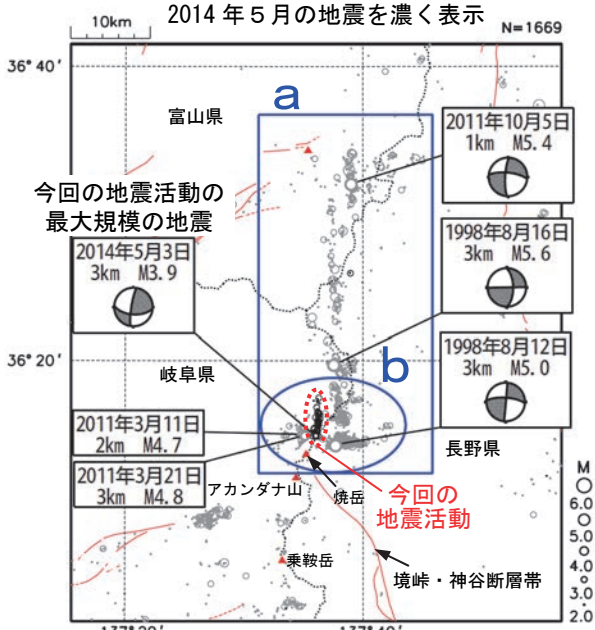 2014年5月の地震を濃く表示
10km
N=1669
36°40′
a
富山県
2011年10月5日
1km M5.4
今回の地震活動の
最大規模の地震
2014年5月3日
3km M3.9
1998年8月16日
3km M5.6
36°20′
b
岐阜県
1998年8月12日
3km M5.0
2011年3月11日
2km M4.7
長野県
2011年3月21日
3km M4.8
アカンダナ山
焼岳
今回の
地震活動
M
6.0
5.0
4.0
3.0
2.0
乗鞍岳
境峠・神谷断層帯